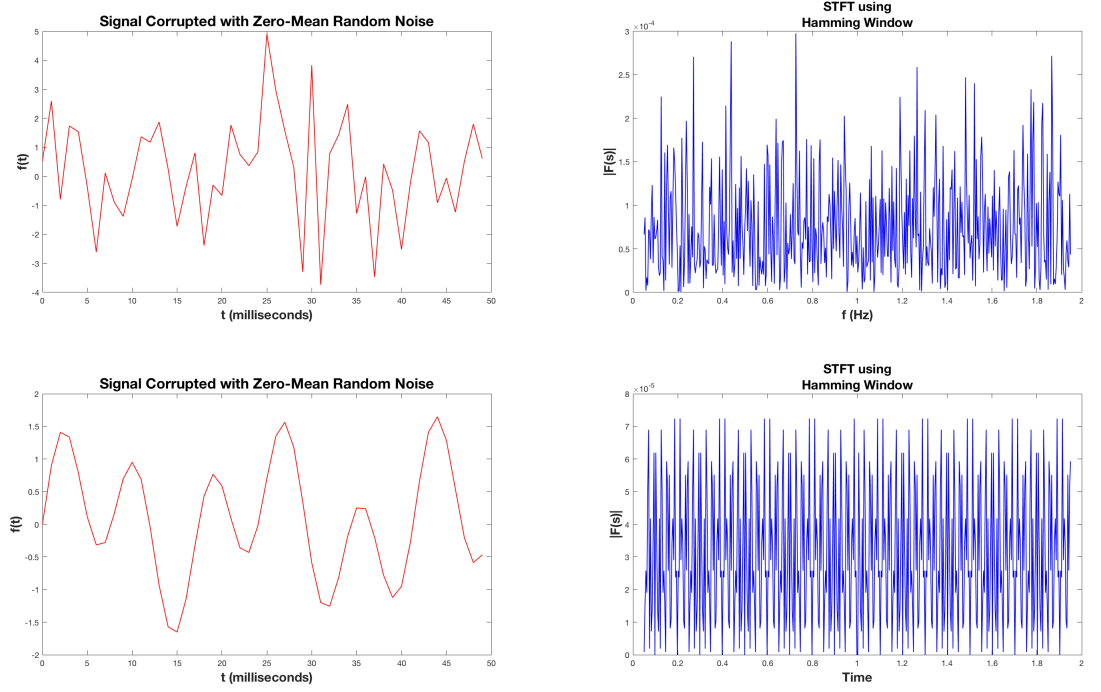 Signal Corrupted with Zero-Mean Random Noise
5
4
3
2
1
0
-1
-2
-3
-4
f(t)
0 5 10 15 20 25 30 35 40 45 50
t (milliseconds)
STFT using
Hamming Window
×10⁻⁴
3
2.5
2
1.5
1
0.5
0
|F(s)|
0 0.2 0.4 0.6 0.8 1 1.2 1.4 1.6 1.8 2
f (Hz)
Signal Corrupted with Zero-Mean Random Noise
2
1.5
1
0.5
0
-0.5
-1
-1.5
-2
f(t)
0 5 10 15 20 25 30 35 40 45 50
t (milliseconds)
STFT using
Hamming Window
×10⁻⁵
8
7
6
5
4
3
2
1
0
|F(s)|
0 0.2 0.4 0.6 0.8 1 1.2 1.4 1.6 1.8 2
Time